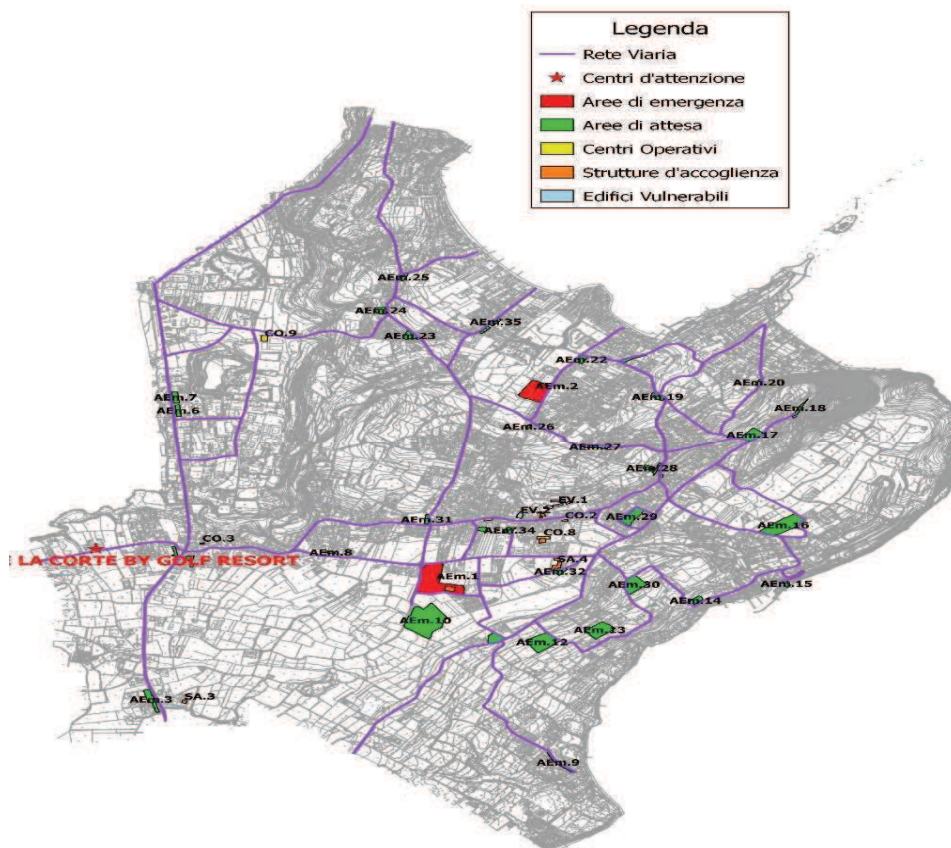 Legenda
Rete Viaria
Centri d'attenzione
Aree di emergenza
Aree di attesa
Centri Operativi
Strutture d'accoglienza
Edifici Vulnerabili
AEm.25
AEm.24
AEm.35
CO.9
AEm.23
AEm.22
AEm.2
AEm.20
AEm.7
AEm.19
AEm.6
AEm.18
AEm.26
AEm.17
AEm.27
AEm.28
EV.1
EV.2
AEm.31
CO.2
AEm.29
AEm.16
AEm.34
CO.3
CO.8
AEm.8
LA CORTE BY GOLF RESORT
SA.4
AEm.32
AEm.1
AEm.30
AEm.15
AEm.14
AEm.10
AEm.13
AEm.12
AEm.3
SA.3
AEm.9